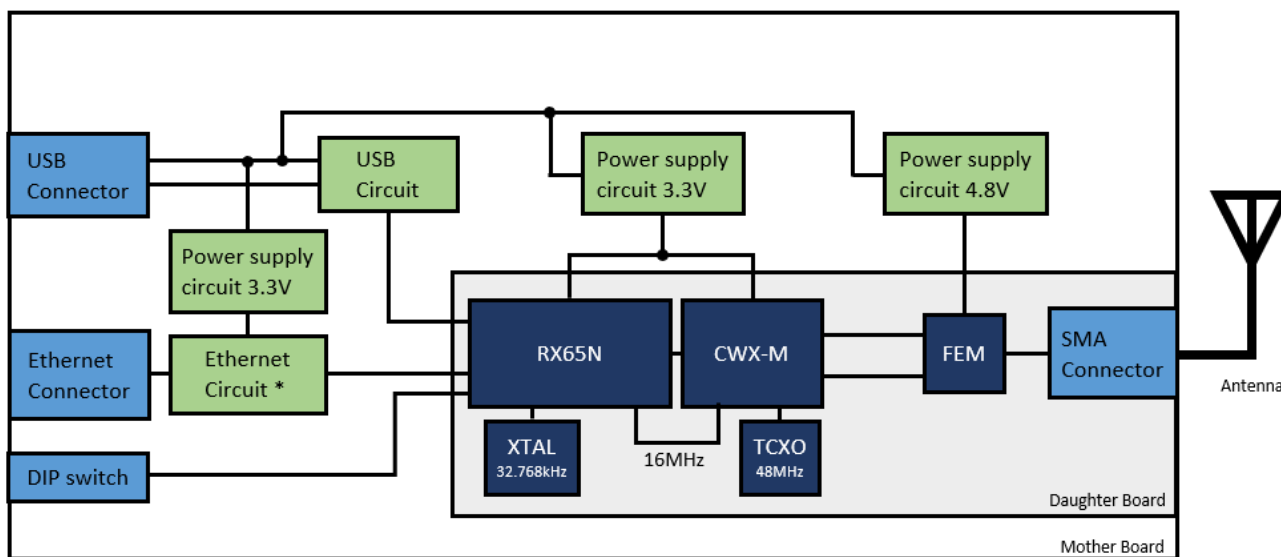 USB
Connector
USB
Circuit
Power supply
circuit 3.3V
Power supply
circuit 4.8V
Power supply
circuit 3.3V
Ethernet
Connector
Ethernet
Circuit *
RX65N
CWX-M
FEM
SMA
Connector
Antenna
XTAL
32.768kHz
16MHz
TCXO
48MHz
DIP switch
Daughter Board
Mother Board